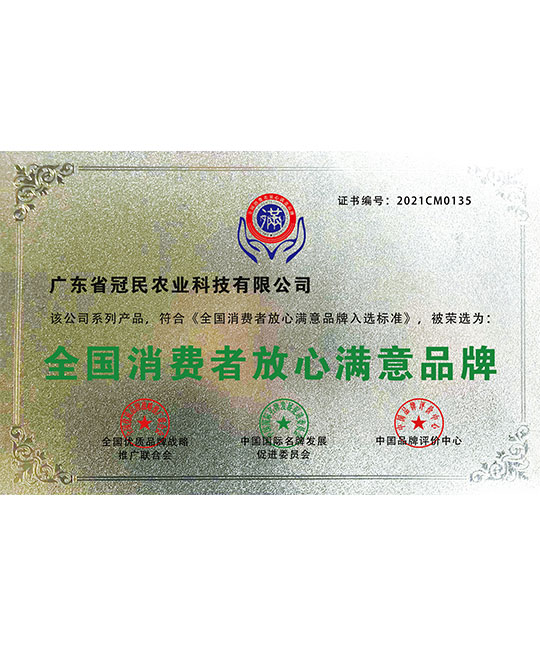 证书编号：2021CM0135
满
广东省冠民农业科技有限公司
该公司系列产品，符合《全国消费者放心满意品牌入选标准》，被荣选为：
全国消费者放心满意品牌
全国优质品牌战略
推广联合会
中国国际名牌发展
促进委员会
中国品牌评价中心